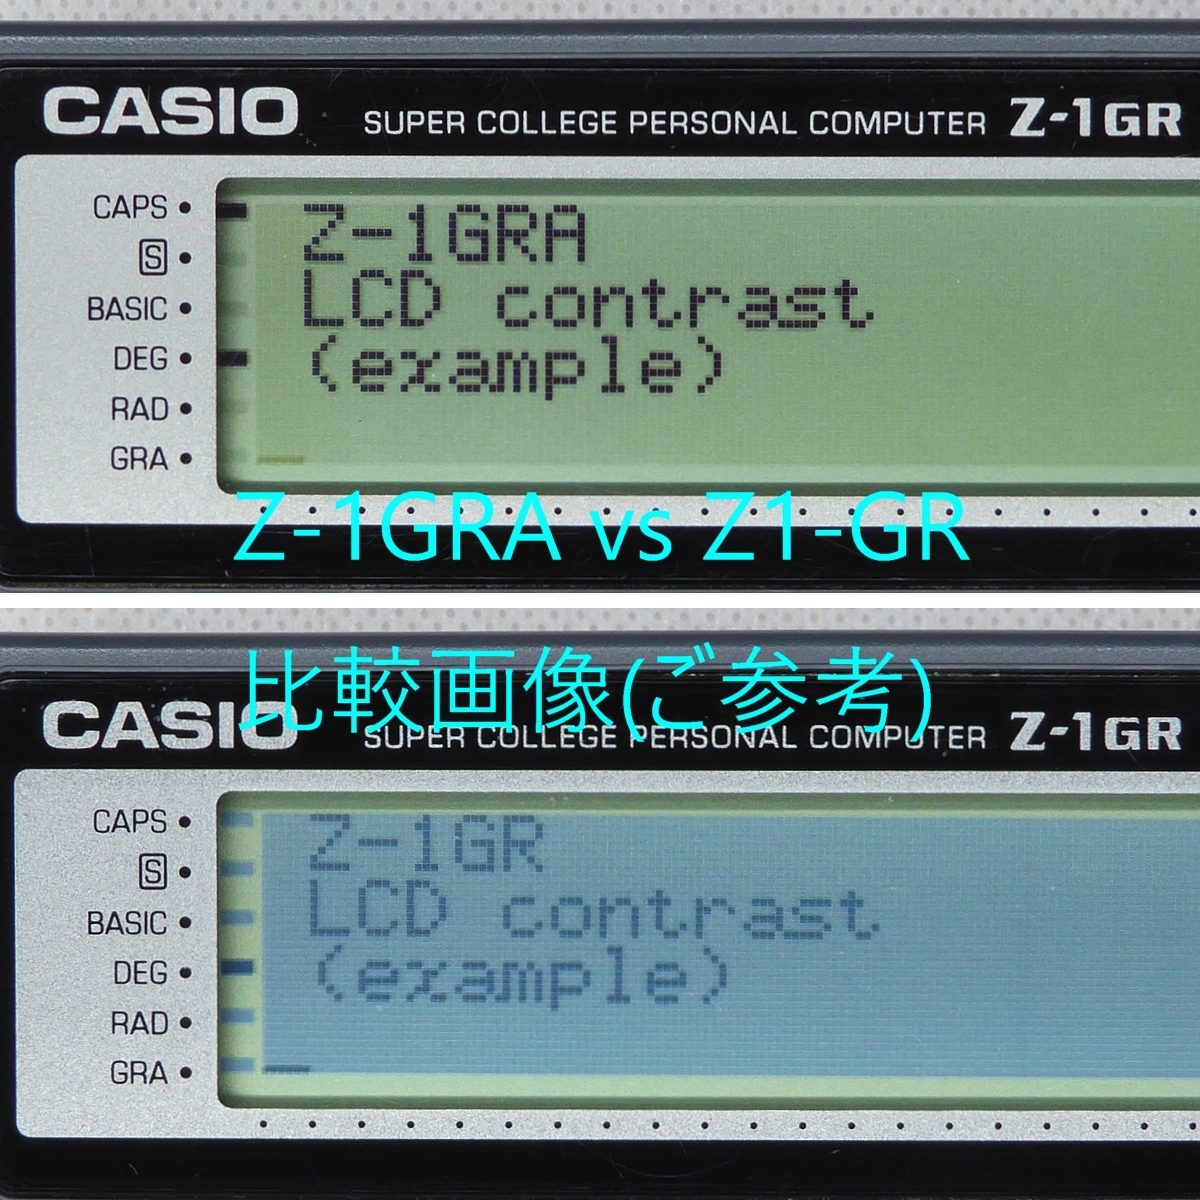 CASIO SUPER COLLEGE PERSONAL COMPUTER Z-1GR
CAPS
S
BASIC
DEG
RAD
GRA
Z-1GRA
LCD contrast
(example)
Z-1GRA vs Z1-GR
比較画像(ご参考)
CASIO SUPER COLLEGE PERSONAL COMPUTER Z-1GR
CAPS
S
BASIC
DEG
RAD
GRA
Z-1GR
LCD contrast
(example)